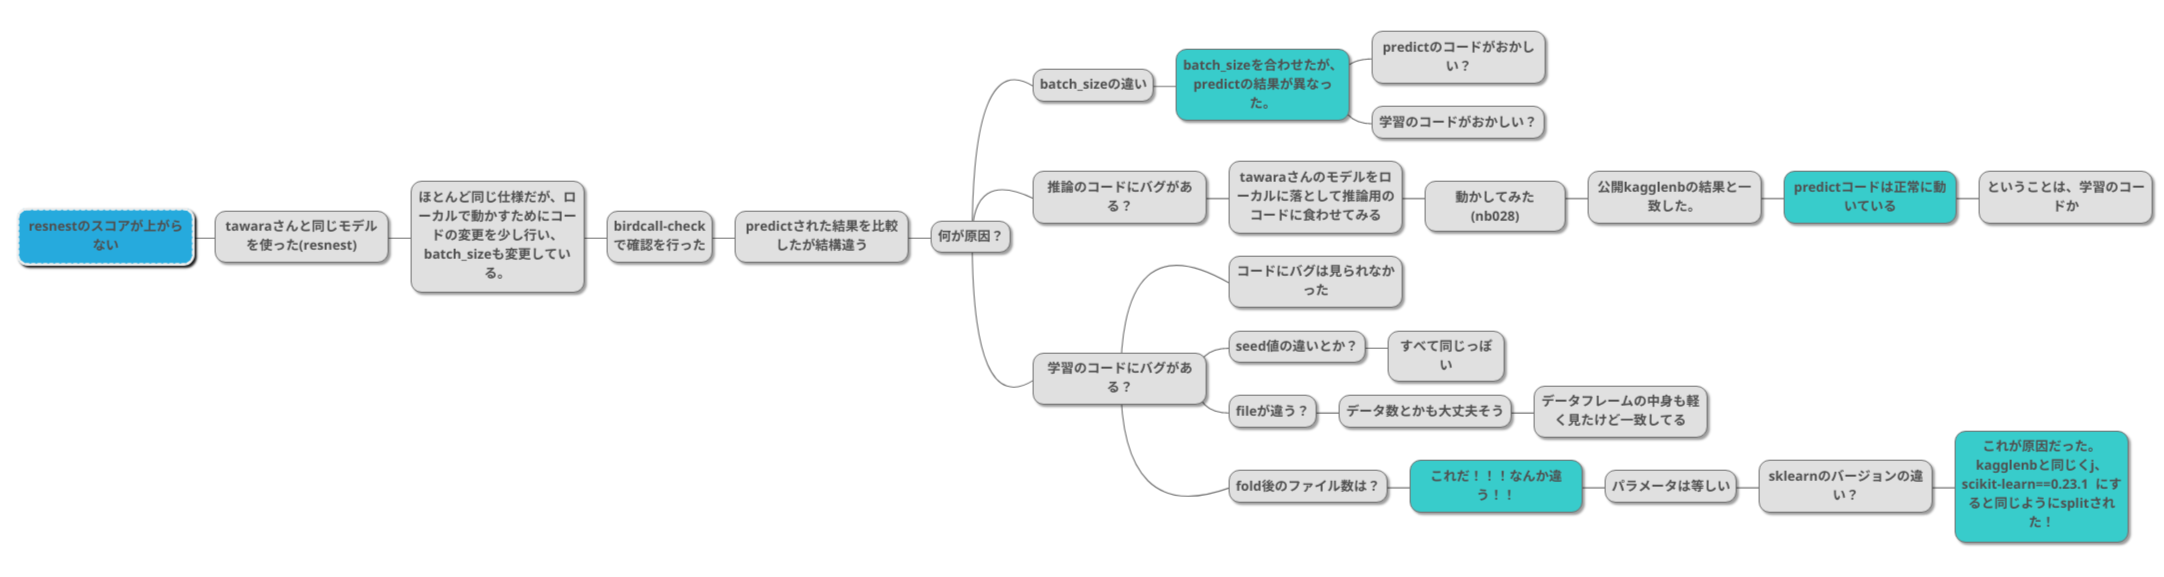 resnestのスコアが上がら
ない
tawaraさんと同じモデル
を使った(resnest)
ほとんど同じ仕様だが、ロ
ーカルで動かすためにコー
ドの変更を少し行い、
batch_sizeも変更してい
る。
birdcall-check
で確認を行った
predictされた結果を比較
したが結構違う
何が原因？
batch_sizeの違い
batch_sizeを合わせたが、
predictの結果が異なっ
た。
predictのコードがおかし
い？
学習のコードがおかしい？
推論のコードにバグがあ
る？
tawaraさんのモデルをロ
ーカルに落として推論用の
コードに食わせてみる
動かしてみた
(nb028)
公開kagglenbの結果と一
致した。
predictコードは正常に動
いている
ということは、学習のコー
ドか
学習のコードにバグがあ
る？
コードにバグは見られなか
った
seed値の違いとか？
すべて同じっぽ
い
fileが違う？
データ数とかも大丈夫そう
データフレームの中身も軽
く見たけど一致してる
fold後のファイル数は？
これだ！！！なんか違
う！！
パラメータは等しい
sklearnのバージョンの違
い？
これが原因だった。
kagglenbと同じくj、
scikit-learn==0.23.1 にす
ると同じようにsplitされ
た！